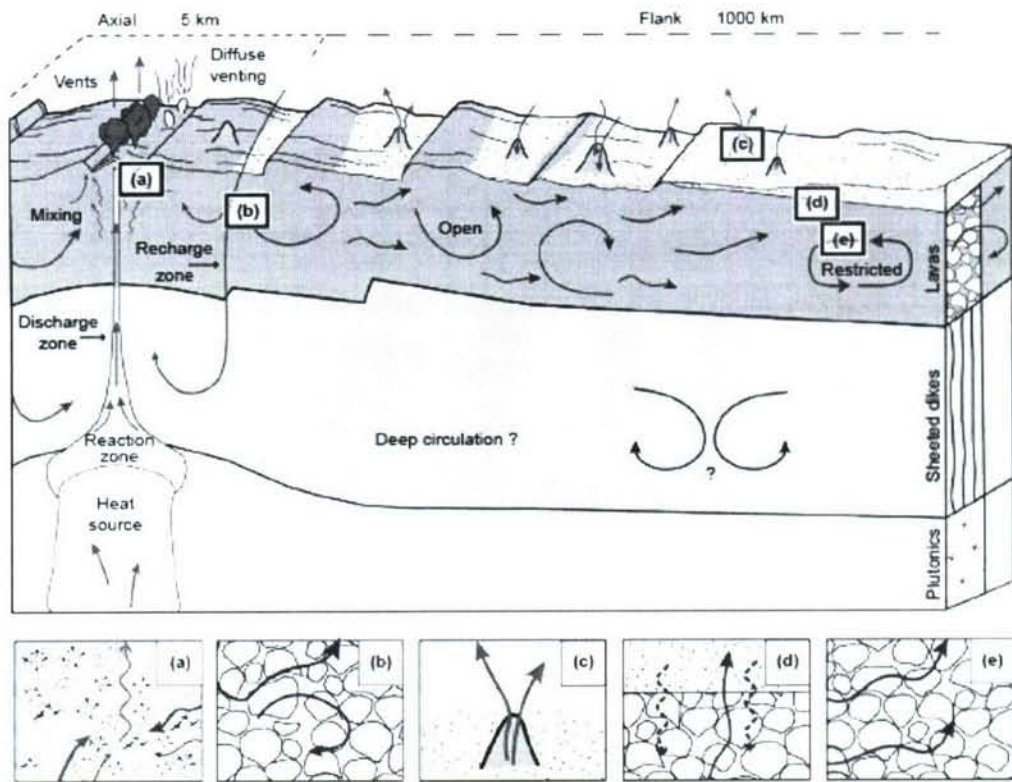 Axial 5 km
Flank 1000 km
Diffuse
venting
Vents
(a)
(b)
(c)
(d)
(e)
Mixing
Recharge
zone
Open
Restricted
Discharge
zone
Reaction
zone
Deep circulation ?
?
Heat
source
Lavas
Sheeted dikes
Plutonics
(a)
(b)
(c)
(d)
(e)